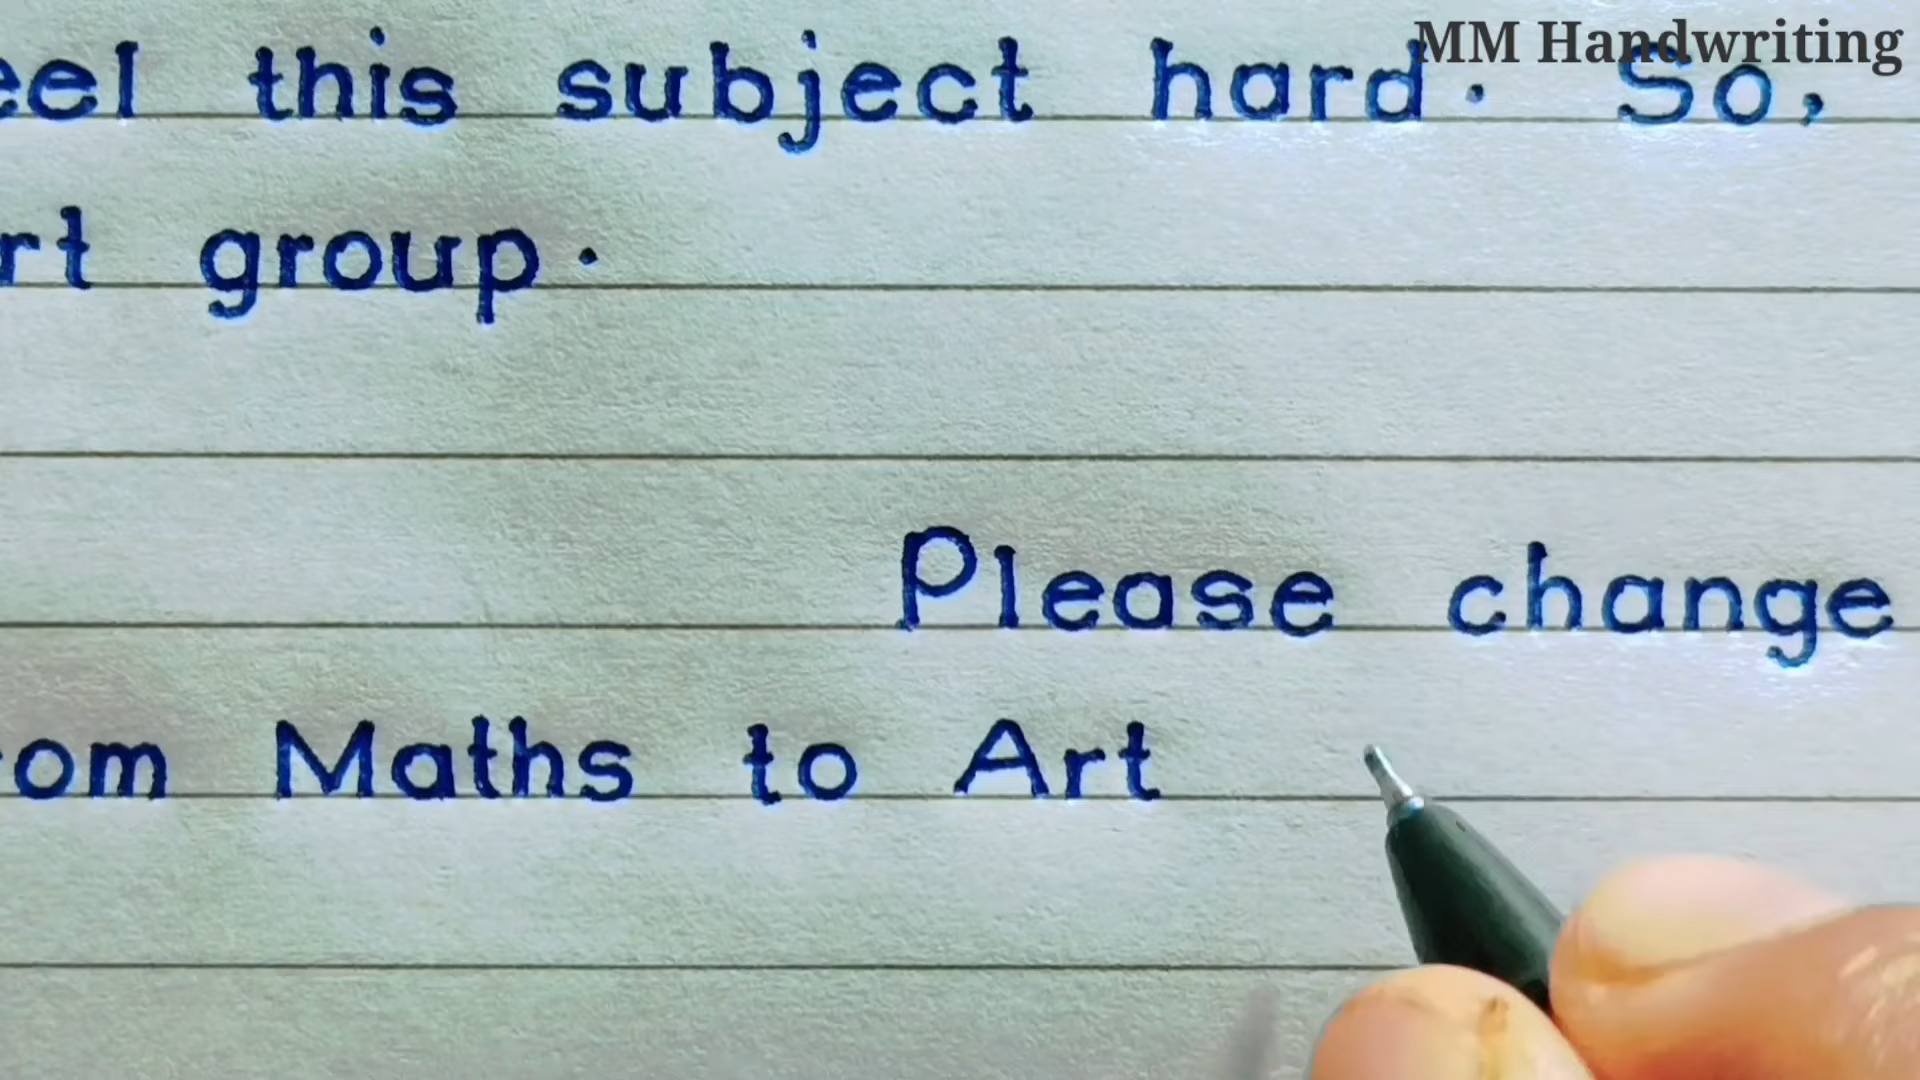 MM Handwriting
eel this subject hard. So,
rt group.
Please change
om Maths to Art